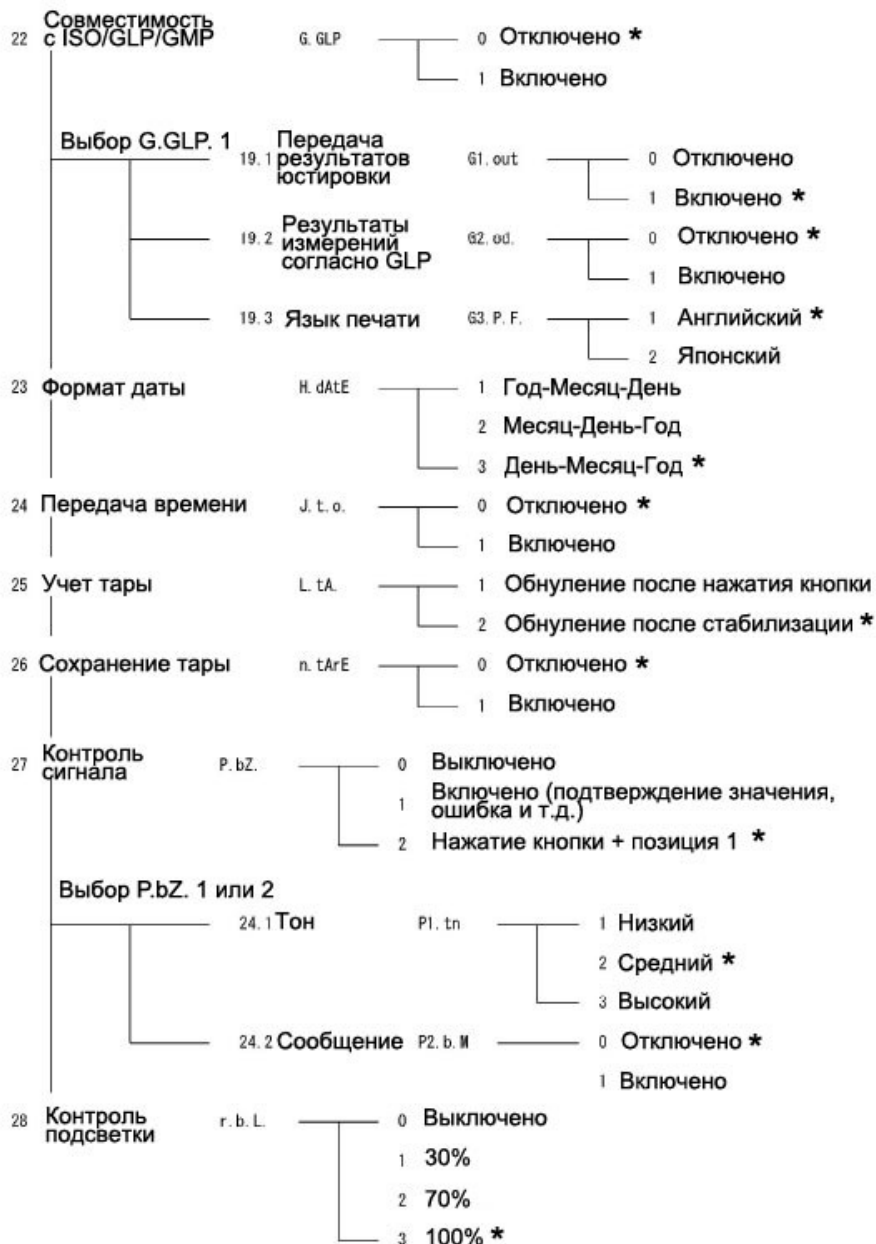 22 Совместимость с ISO/GLP/GMP G. GLP 0 Отключено *
1 Включено
Выбор G.GLP. 1
19.1 Передача результатов юстировки G1. out 0 Отключено
1 Включено *
19.2 Результаты измерений согласно GLP G2. od. 0 Отключено *
1 Включено
19.3 Язык печати G3. P. F. 1 Английский *
2 Японский
23 Формат даты H. dAtE 1 Год-Месяц-День
2 Месяц-День-Год
3 День-Месяц-Год *
24 Передача времени J. t. o. 0 Отключено *
1 Включено
25 Учет тары L. tA. 1 Обнуление после нажатия кнопки
2 Обнуление после стабилизации *
26 Сохранение тары n. tArE 0 Отключено *
1 Включено
27 Контроль сигнала P. bZ. 0 Выключено
1 Включено (подтверждение значения, ошибка и т.д.)
2 Нажатие кнопки + позиция 1 *
Выбор P.bZ. 1 или 2
24.1 Тон P1. tn 1 Низкий
2 Средний *
3 Высокий
24.2 Сообщение P2. b. M 0 Отключено *
1 Включено
28 Контроль подсветки r. b. L. 0 Выключено
1 30%
2 70%
3 100% *